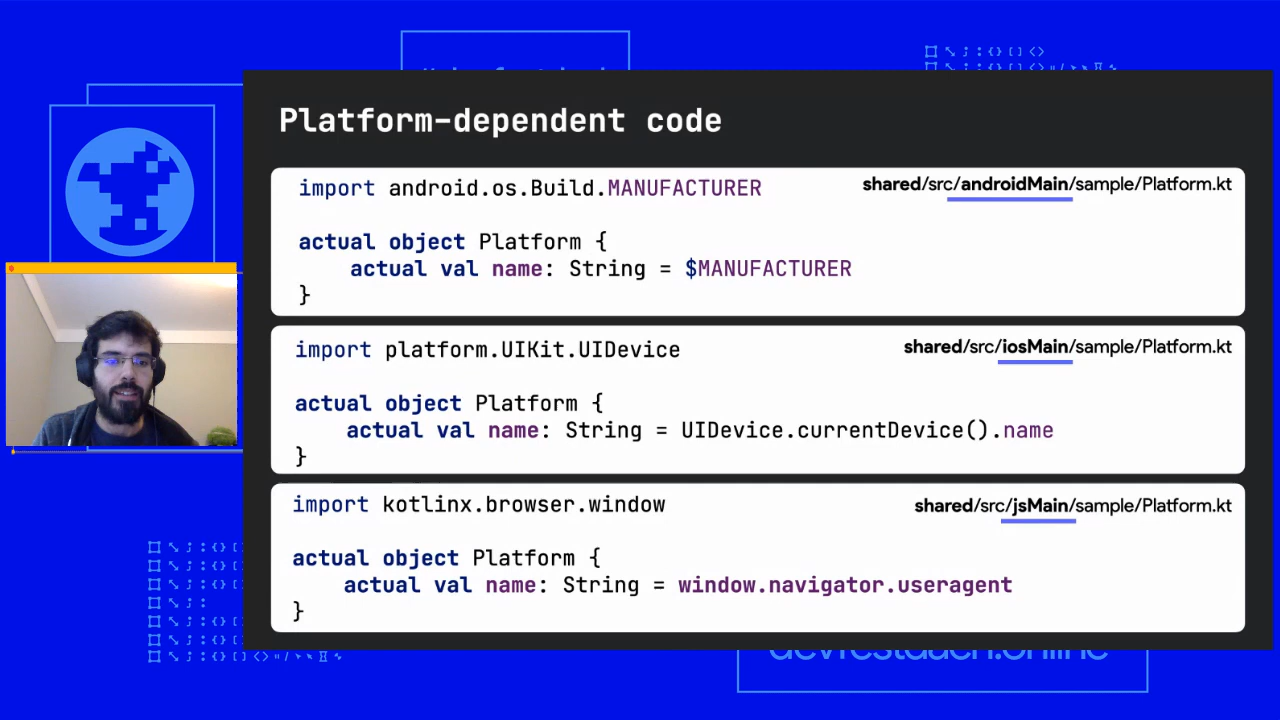 Platform-dependent code
import android.os.Build.MANUFACTURER
shared/src/androidMain/sample/Platform.kt
actual object Platform {
actual val name: String = $MANUFACTURER
}
import platform.UIKit.UIDevice
shared/src/iosMain/sample/Platform.kt
actual object Platform {
actual val name: String = UIDevice.currentDevice().name
}
import kotlinx.browser.window
shared/src/jsMain/sample/Platform.kt
actual object Platform {
actual val name: String = window.navigator.useragent
}